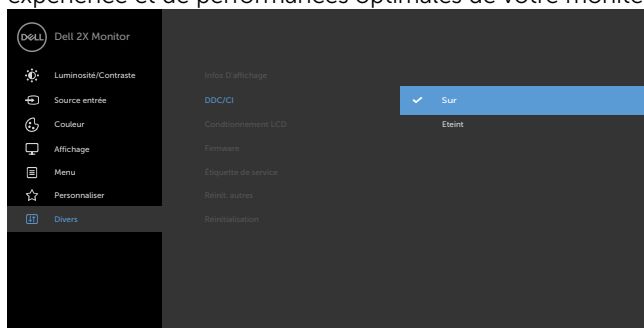 expérience et de performances optimales de votre monite
DELL
Dell 2X Monitor
Luminosité/Contraste
Source entrée
Couleur
Affichage
Menu
Personnaliser
Divers
Infos D'affichage
DDC/CI
Condtionnement LCD
Firmware
Étiquette de service
Réinit. autres
Réinitialisation
Sur
Eteint